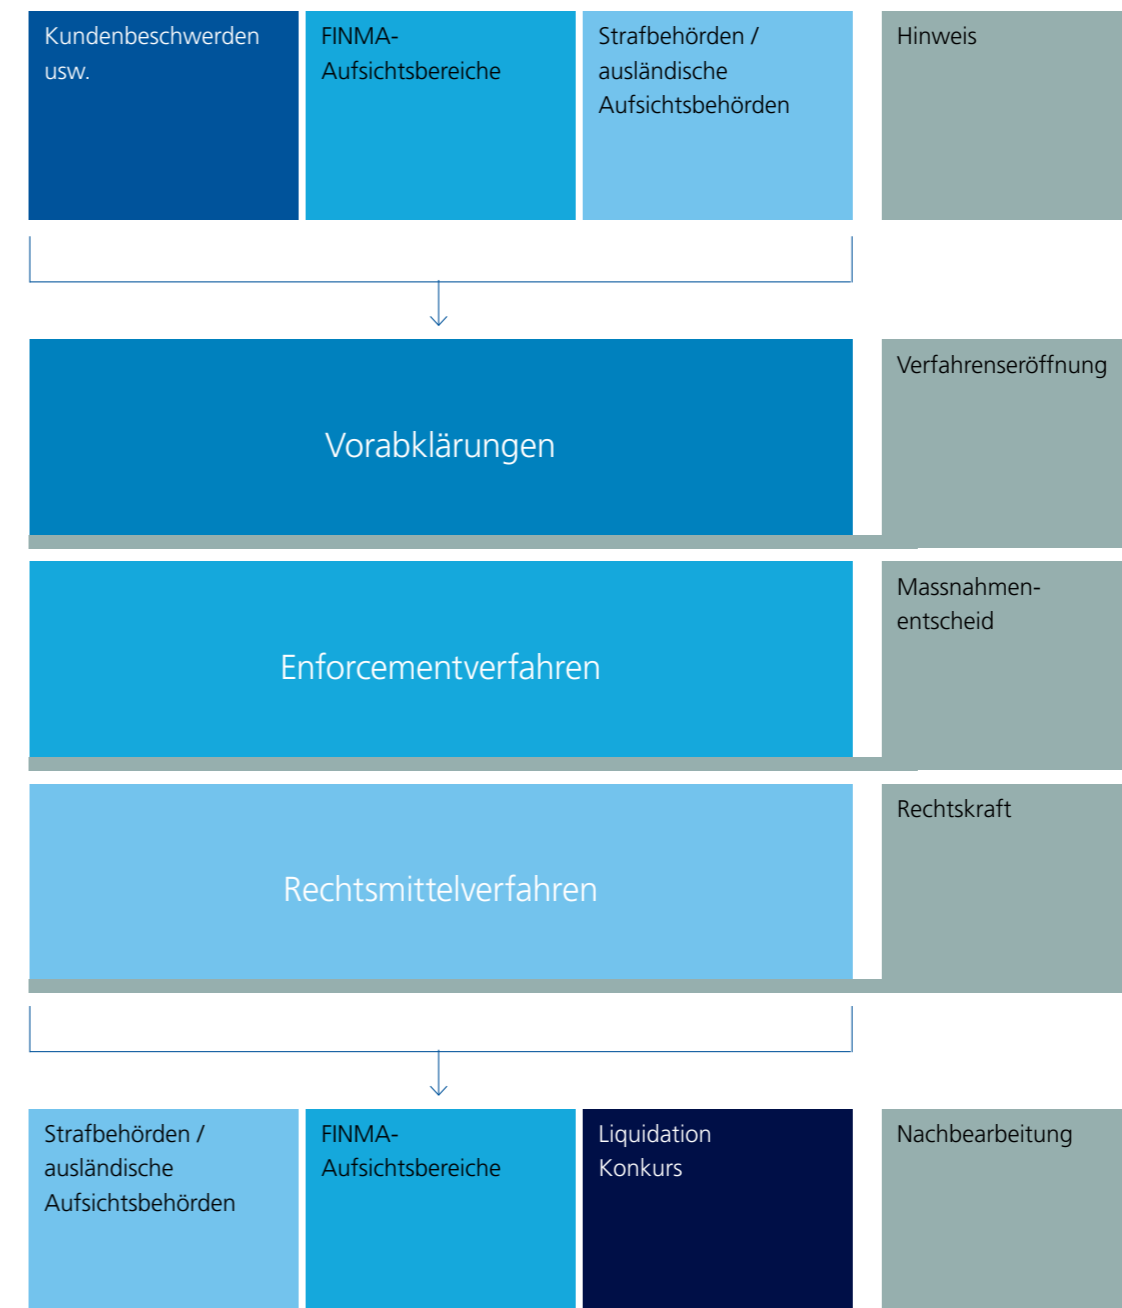 Kundenbeschwerden
usw.
FINMA-
Aufsichtsbereiche
Strafbehörden /
ausländische
Aufsichtsbehörden
Hinweis
Vorabklärungen
Verfahrenseröffnung
Enforcementverfahren
Massnahmen-
entscheid
Rechtsmittelverfahren
Rechtskraft
Strafbehörden /
ausländische
Aufsichtsbehörden
FINMA-
Aufsichtsbereiche
Liquidation
Konkurs
Nachbearbeitung